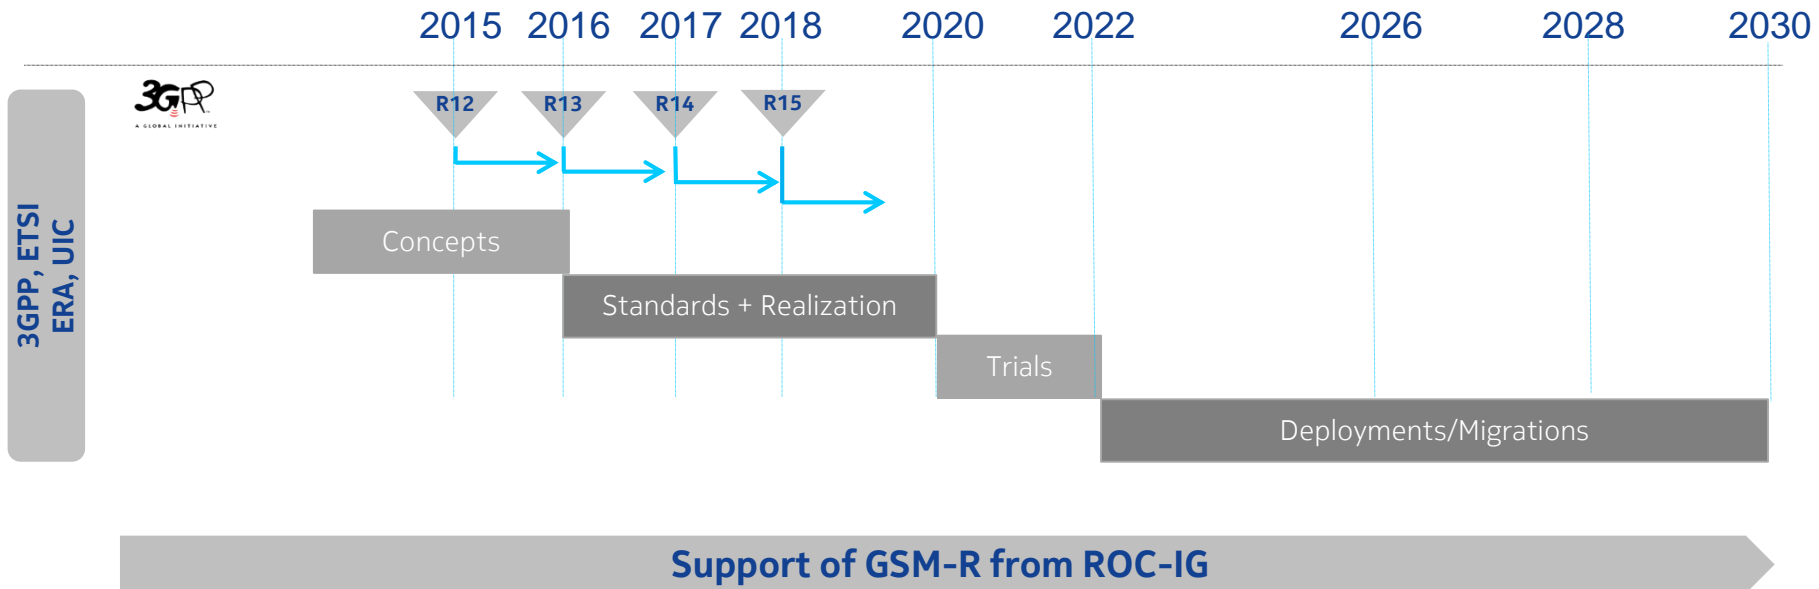 2015 2016 2017 2018 2020 2022 2026 2028 2030
3GPP
A GLOBAL INITIATIVE
R12 R13 R14 R15
3GPP, ETSI
ERA, UIC
Concepts
Standards + Realization
Trials
Deployments/Migrations
Support of GSM-R from ROC-IG